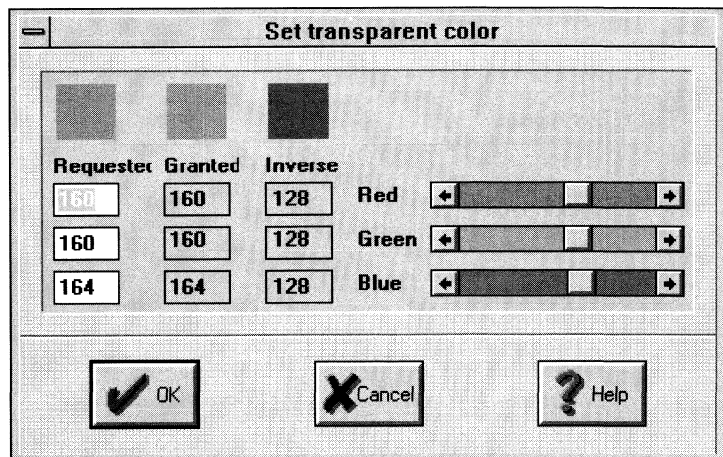 Set transparent color
Requested Granted Inverse
160 160 128 Red
160 160 128 Green
164 164 128 Blue
OK Cancel Help